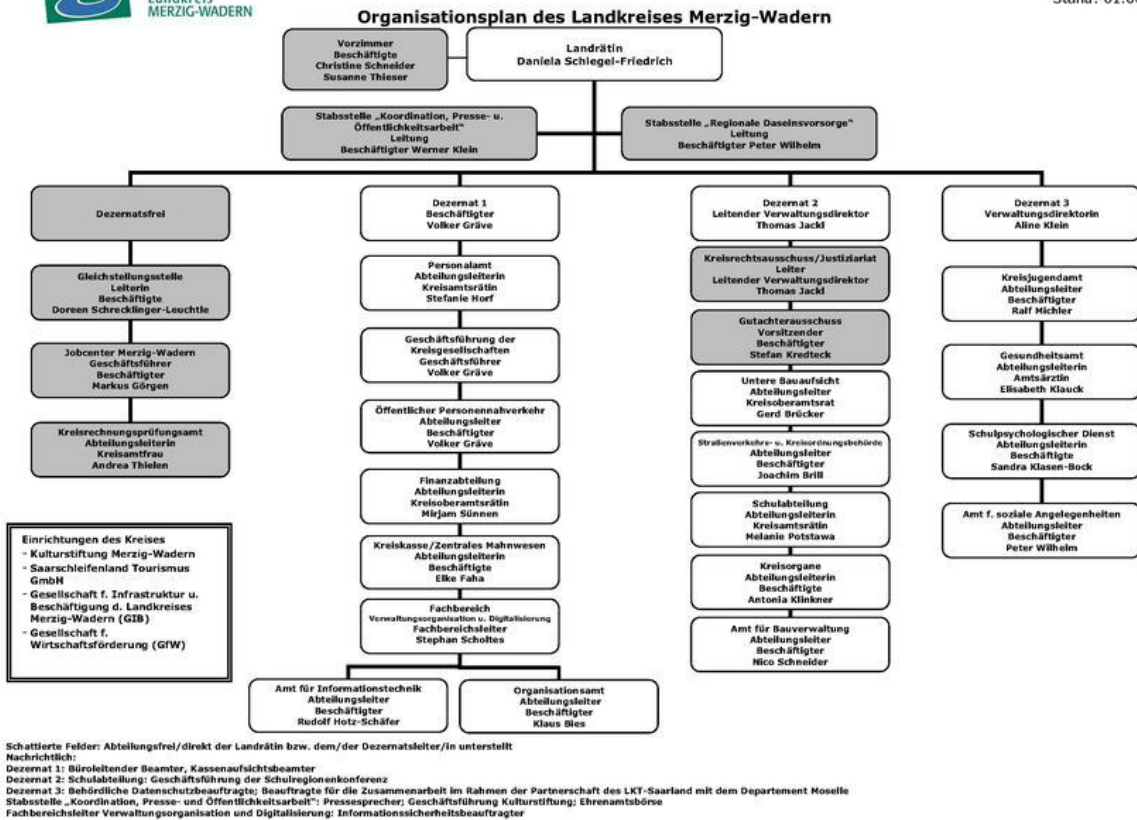 Landkreis
MERZIG-WADERN
Organisationsplan des Landkreises Merzig-Wadern
Vorzimmer
Beschäftigte
Christine Schneider
Susanne Thieser
Landrätin
Daniela Schlegel-Friedrich
Stabsstelle „Koordination, Presse- u.
Öffentlichkeitsarbeit“
Leitung
Beschäftigter Werner Klein
Stabsstelle „Regionale Daseinsvorsorge“
Leitung
Beschäftigter Peter Wilhelm
Dezernatsfrei
Gleichstellungsstelle
Leiterin
Beschäftigte
Doreen Schrecklinger-Leuchtle
Jobcenter Merzig-Wadern
Geschäftsführer
Beschäftigter
Markus Görgen
Kreisrechnungsprüfungsamt
Abteilungsleiterin
Kreisamtfrau
Andrea Thielen
Einrichtungen des Kreises
- Kulturstiftung Merzig-Wadern
- Saarschleifenland Tourismus
GmbH
- Gesellschaft f. Infrastruktur u.
Beschäftigung d. Landkreises
Merzig-Wadern (GIB)
- Gesellschaft f.
Wirtschaftsförderung (GfW)
Dezernat 1
Beschäftigter
Volker Gräve
Personalamt
Abteilungsleiterin
Kreisamtsrätin
Stefanie Horf
Geschäftsführung der
Kreisgesellschaften
Geschäftsführer
Volker Gräve
Öffentlicher Personennahverkehr
Abteilungsleiter
Beschäftigter
Volker Gräve
Finanzabteilung
Abteilungsleiterin
Kreisoberamtsrätin
Mirjam Sünnen
Kreiskasse/Zentrales Mahnwesen
Abteilungsleiterin
Beschäftigte
Elke Faha
Fachbereich
Verwaltungsorganisation u. Digitalisierung
Fachbereichsleiter
Stephan Scholtes
Amt für Informationstechnik
Abteilungsleiter
Beschäftigter
Rudolf Hotz-Schäfer
Organisationsamt
Abteilungsleiter
Beschäftigter
Klaus Bies
Dezernat 2
Leitender Verwaltungsdirektor
Thomas Jackl
Kreisrechtsausschuss/Justiziariat
Leiter
Leitender Verwaltungsdirektor
Thomas Jackl
Gutachterausschuss
Vorsitzender
Beschäftigter
Stefan Kredteck
Untere Bauaufsicht
Abteilungsleiter
Kreisoberamtsrat
Gerd Brücker
Straßenverkehrs- u. Kreisordnungsbehörde
Abteilungsleiter
Beschäftigter
Joachim Brill
Schulabteilung
Abteilungsleiterin
Kreisamtsrätin
Melanie Potstawa
Kreisorgane
Abteilungsleiterin
Beschäftigte
Antonia Klinkner
Amt für Bauverwaltung
Abteilungsleiter
Beschäftigter
Nico Schneider
Dezernat 3
Verwaltungsdirektorin
Aline Klein
Kreisjugendamt
Abteilungsleiter
Beschäftigter
Ralf Michler
Gesundheitsamt
Abteilungsleiterin
Amtsärztin
Elisabeth Klauck
Schulpsychologischer Dienst
Abteilungsleiterin
Beschäftigte
Sandra Klasen-Bock
Amt f. soziale Angelegenheiten
Abteilungsleiter
Beschäftigter
Peter Wilhelm
Schattierte Felder: Abteilungsfrei/direkt der Landrätin bzw. dem/der Dezernatsleiter/in unterstellt
Nachrichtlich:
Dezernat 1: Büroleitender Beamter, Kassenaufsichtsbeamter
Dezernat 2: Schulabteilung: Geschäftsführung der Schulregionenkonferenz
Dezernat 3: Behördliche Datenschutzbeauftragte; Beauftragte für die Zusammenarbeit im Rahmen der Partnerschaft des LKT-Saarland mit dem Departement Moselle
Stabsstelle „Koordination, Presse- und Öffentlichkeitsarbeit“: Pressesprecher; Geschäftsführung Kulturstiftung; Ehrenamtsbörse
Fachbereichsleiter Verwaltungsorganisation und Digitalisierung: Informationssicherheitsbeauftragter